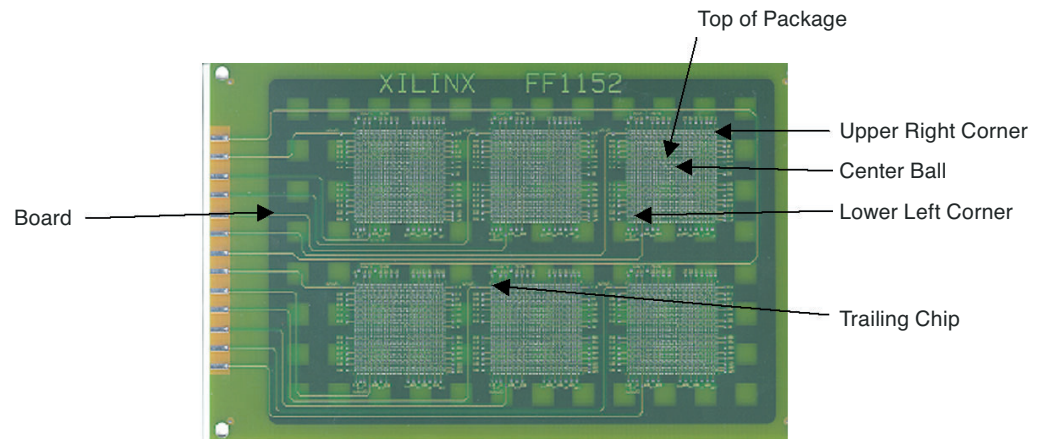 Top of Package
XILINX FF1152
Upper Right Corner
Center Ball
Lower Left Corner
Board
Trailing Chip